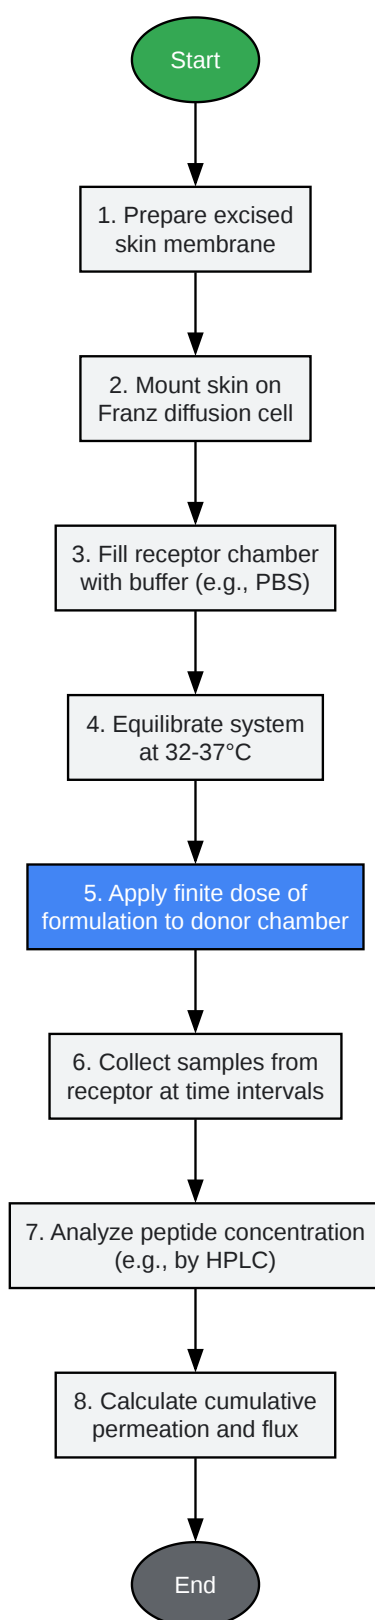 Start
1. Prepare excised
skin membrane
2. Mount skin on
Franz diffusion cell
3. Fill receptor chamber
with buffer (e.g., PBS)
4. Equilibrate system
at 32-37°C
5. Apply finite dose of
formulation to donor chamber
6. Collect samples from
receptor at time intervals
7. Analyze peptide concentration
(e.g., by HPLC)
8. Calculate cumulative
permeation and flux
End